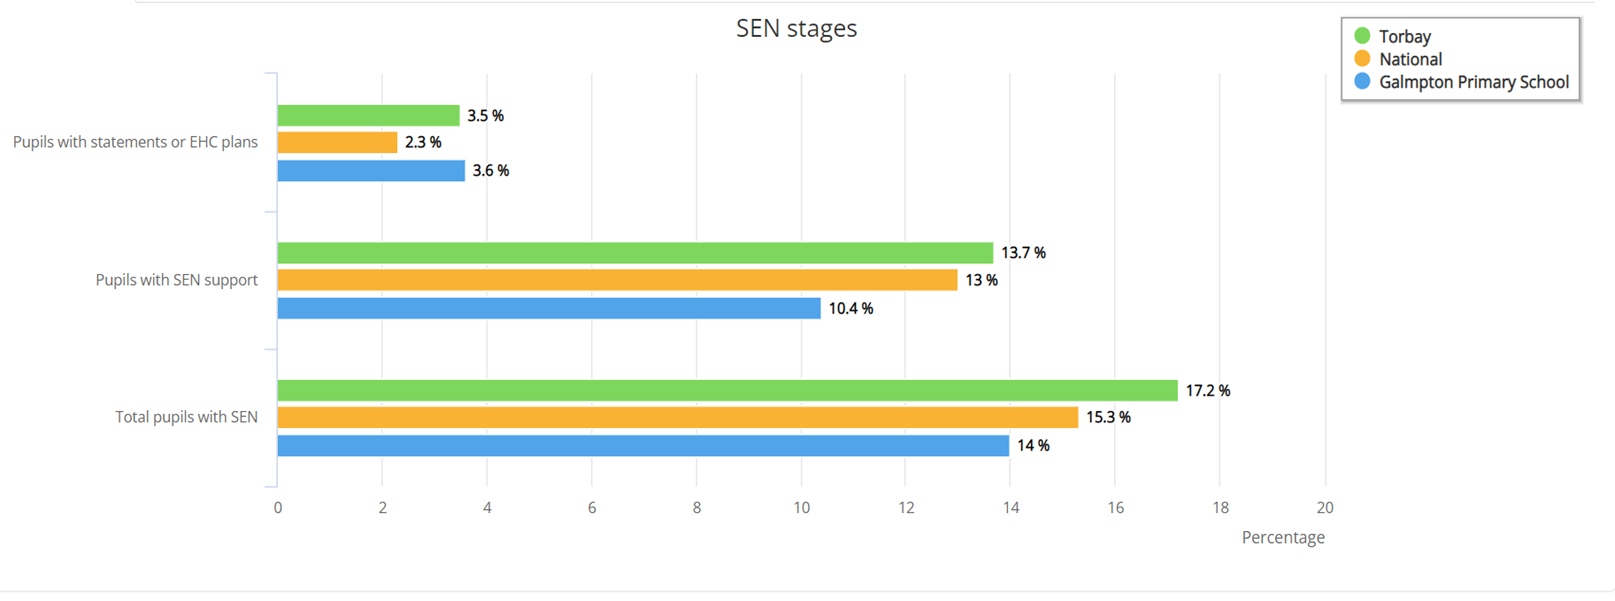 SEN stages
Torbay
National
Galmpton Primary School
Pupils with statements or EHC plans
3.5 %
2.3 %
3.6 %
Pupils with SEN support
13.7 %
13 %
10.4 %
Total pupils with SEN
17.2 %
15.3 %
14 %
0 2 4 6 8 10 12 14 16 18 20
Percentage